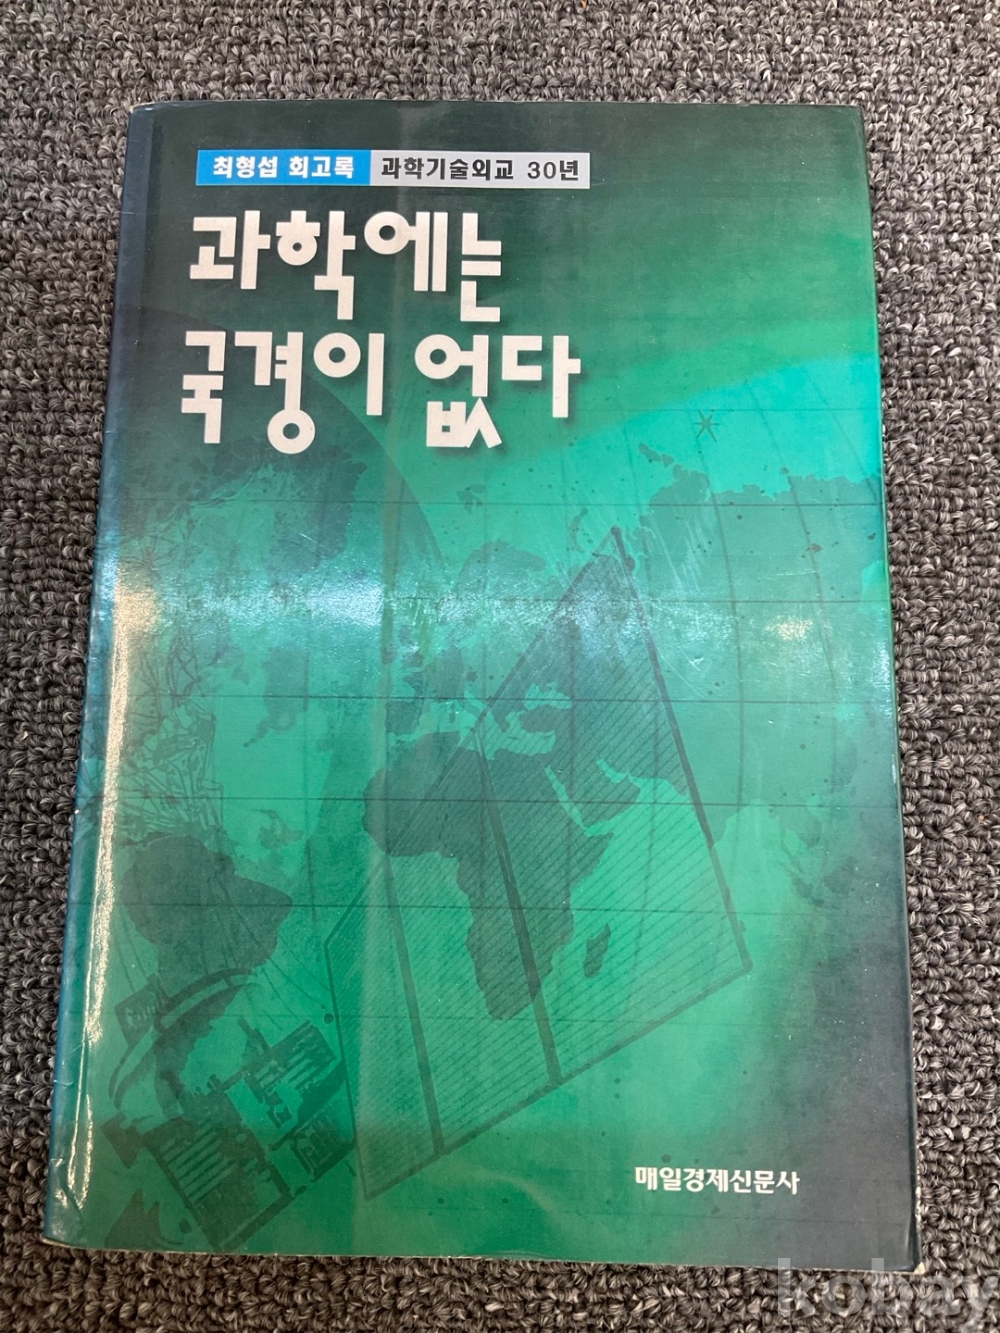 최형섭 회고록 과학기술외교 30년
과학에는
국경이 없다
매일경제신문사
kobay